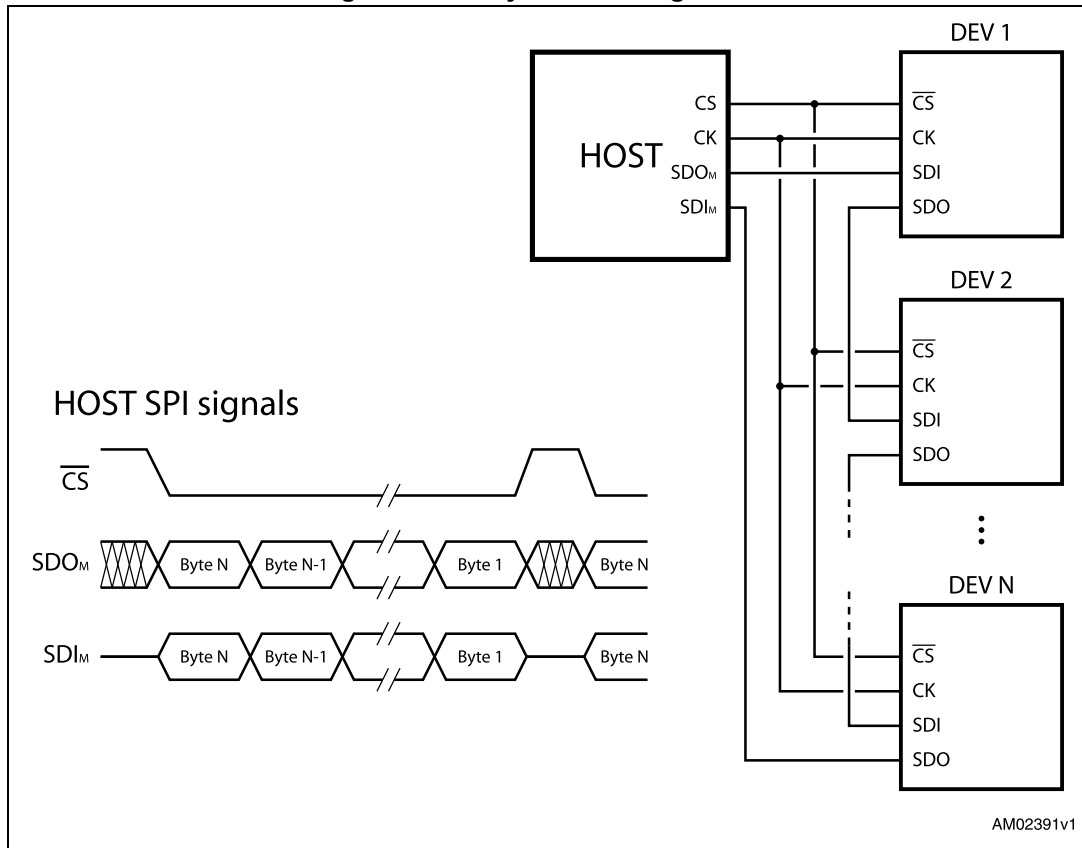 DEV 1
HOST
CS
CK
SDOM
SDIM
CS
CK
SDI
SDO
DEV 2
CS
CK
SDI
SDO
DEV N
CS
CK
SDI
SDO
HOST SPI signals
CS
SDOM Byte N Byte N-1 Byte 1 Byte N
SDIM Byte N Byte N-1 Byte 1 Byte N
AM02391v1